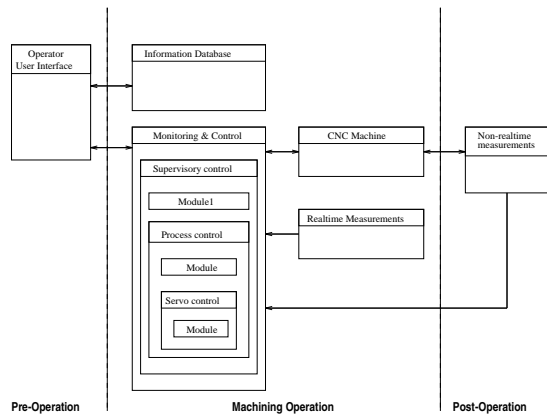 Operator
User Interface
Information Database
Monitoring & Control
CNC Machine
Non-realtime
measurements
Supervisory control
Module1
Realtime Measurements
Process control
Module
Servo control
Module
Pre-Operation
Machining Operation
Post-Operation